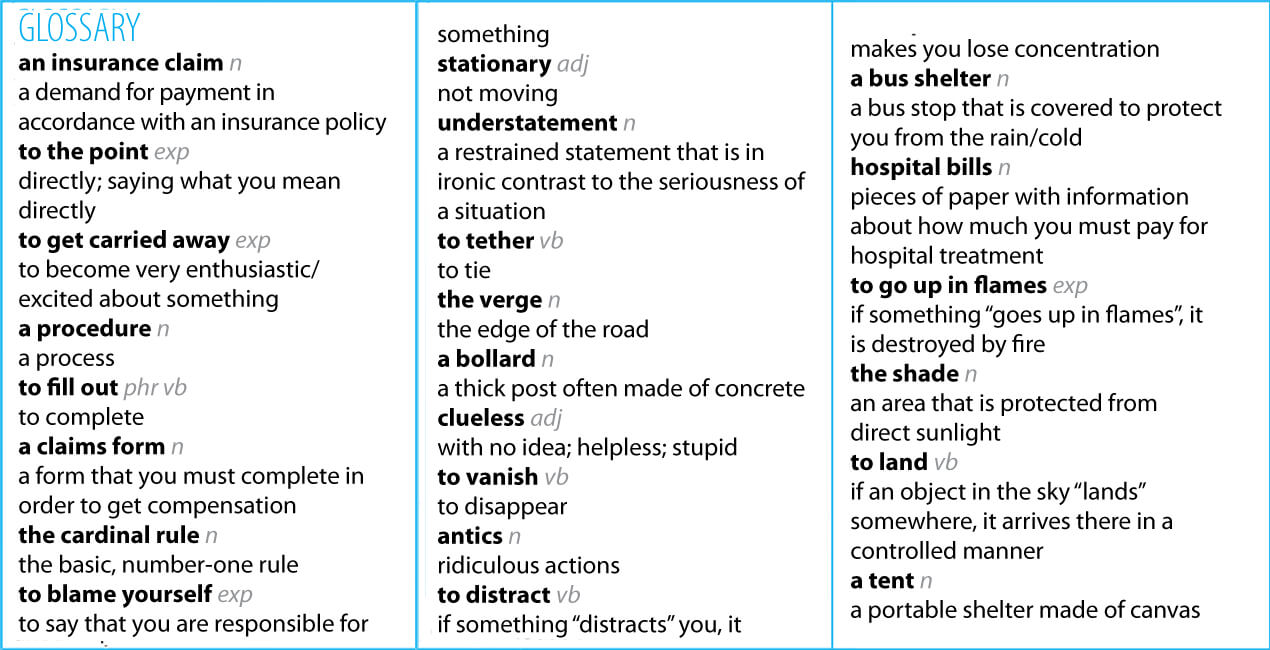 GLOSSARY
an insurance claim n
a demand for payment in
accordance with an insurance policy
to the point exp
directly; saying what you mean
directly
to get carried away exp
to become very enthusiastic/
excited about something
a procedure n
a process
to fill out phr vb
to complete
a claims form n
a form that you must complete in
order to get compensation
the cardinal rule n
the basic, number-one rule
to blame yourself exp
to say that you are responsible for
something
stationary adj
not moving
understatement n
a restrained statement that is in
ironic contrast to the seriousness of
a situation
to tether vb
to tie
the verge n
the edge of the road
a bollard n
a thick post often made of concrete
clueless adj
with no idea; helpless; stupid
to vanish vb
to disappear
antics n
ridiculous actions
to distract vb
if something “distracts” you, it
makes you lose concentration
a bus shelter n
a bus stop that is covered to protect
you from the rain/cold
hospital bills n
pieces of paper with information
about how much you must pay for
hospital treatment
to go up in flames exp
if something “goes up in flames”, it
is destroyed by fire
the shade n
an area that is protected from
direct sunlight
to land vb
if an object in the sky “lands”
somewhere, it arrives there in a
controlled manner
a tent n
a portable shelter made of canvas